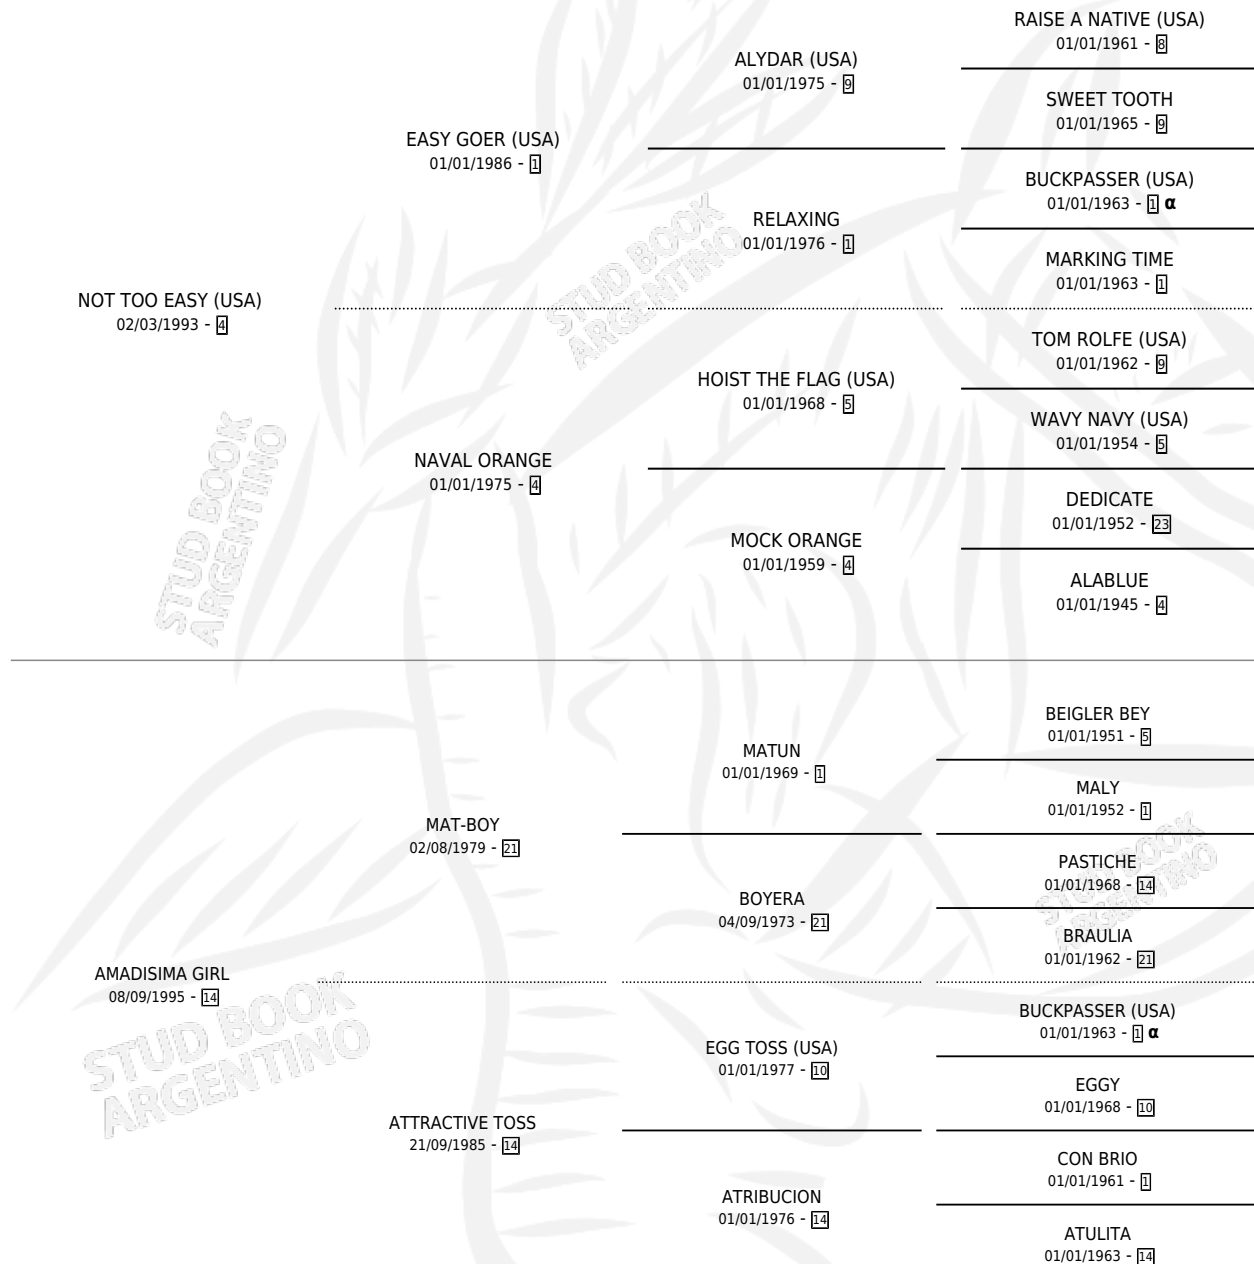 RAISE A NATIVE (USA)
01/01/1961 - 8
ALYDAR (USA)
01/01/1975 - 9
SWEET TOOTH
01/01/1965 - 9
EASY GOER (USA)
01/01/1986 - 1
BUCKPASSER (USA)
01/01/1963 - 1 α
RELAXING
01/01/1976 - 1
MARKING TIME
01/01/1963 - 1
NOT TOO EASY (USA)
02/03/1993 - 4
TOM ROLFE (USA)
01/01/1962 - 9
HOIST THE FLAG (USA)
01/01/1968 - 5
WAVY NAVY (USA)
01/01/1954 - 5
NAVAL ORANGE
01/01/1975 - 4
DEDICATE
01/01/1952 - 23
MOCK ORANGE
01/01/1959 - 4
ALABLUE
01/01/1945 - 4
BEIGLER BEY
01/01/1951 - 5
MATUN
01/01/1969 - 1
MALY
01/01/1952 - 1
MAT-BOY
02/08/1979 - 21
PASTICHE
01/01/1968 - 14
BOYERA
04/09/1973 - 21
BRAULIA
01/01/1962 - 21
AMADISIMA GIRL
08/09/1995 - 14
BUCKPASSER (USA)
01/01/1963 - 1 α
EGG TOSS (USA)
01/01/1977 - 10
EGGY
01/01/1968 - 10
ATTRACTIVE TOSS
21/09/1985 - 14
CON BRIO
01/01/1961 - 1
ATRIBUCION
01/01/1976 - 14
ATULITA
01/01/1963 - 14
STUD BOOK
ARGENTINO
STUD BOOK
ARGENTINO
STUD BOOK
ARGENTINO
STUD BOOK
ARGENTINO